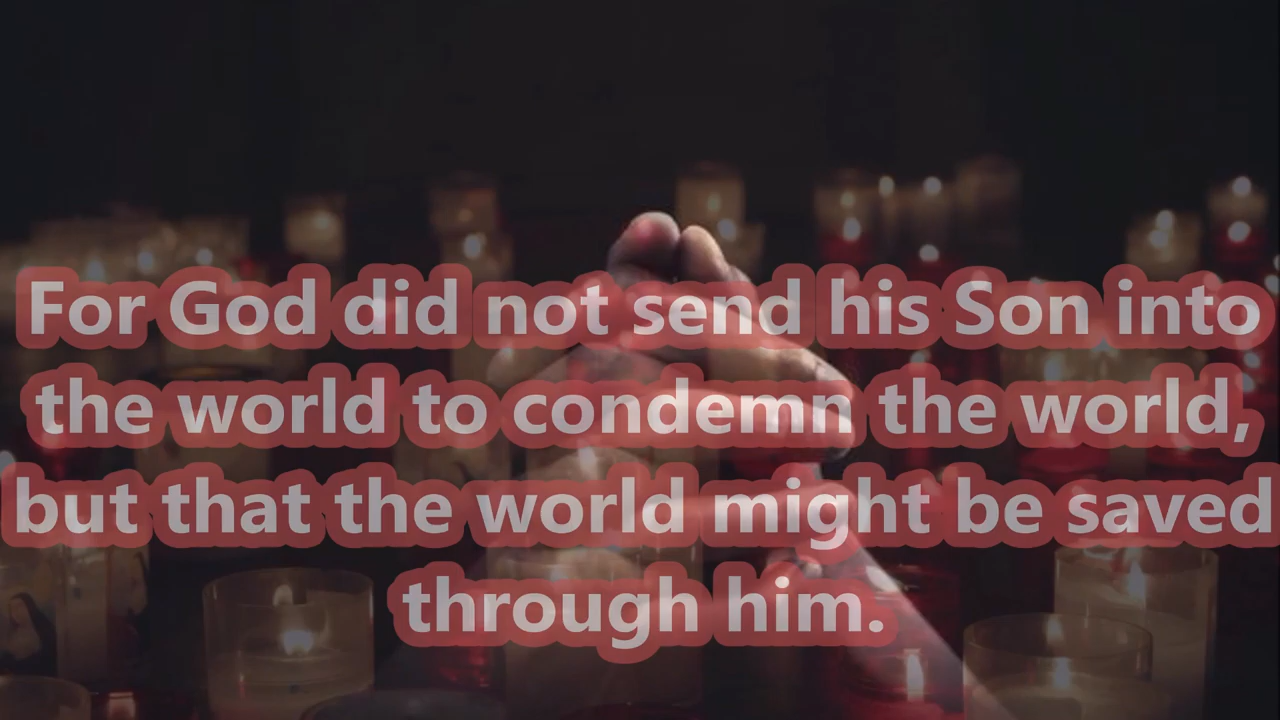 For God did not send his Son into
the world to condemn the world,
but that the world might be saved
through him.